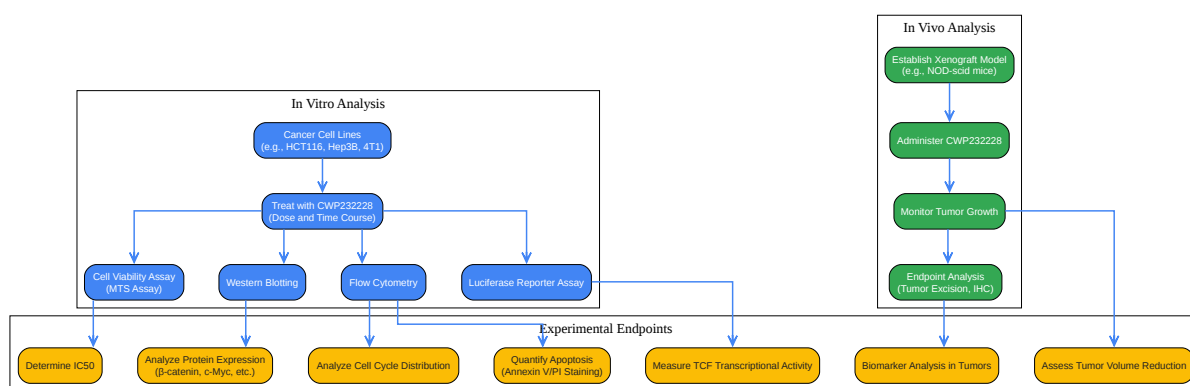 In Vivo Analysis
Establish Xenograft Model
(e.g., NOD-scid mice)
In Vitro Analysis
Cancer Cell Lines
(e.g., HCT116, Hep3B, 4T1)
Administer CWP232228
Treat with CWP232228
(Dose and Time Course)
Monitor Tumor Growth
Cell Viability Assay
(MTS Assay)
Western Blotting
Flow Cytometry
Luciferase Reporter Assay
Endpoint Analysis
(Tumor Excision, IHC)
Experimental Endpoints
Determine IC50
Analyze Protein Expression
(β-catenin, c-Myc, etc.)
Analyze Cell Cycle Distribution
Quantify Apoptosis
(Annexin V/PI Staining)
Measure TCF Transcriptional Activity
Biomarker Analysis in Tumors
Assess Tumor Volume Reduction